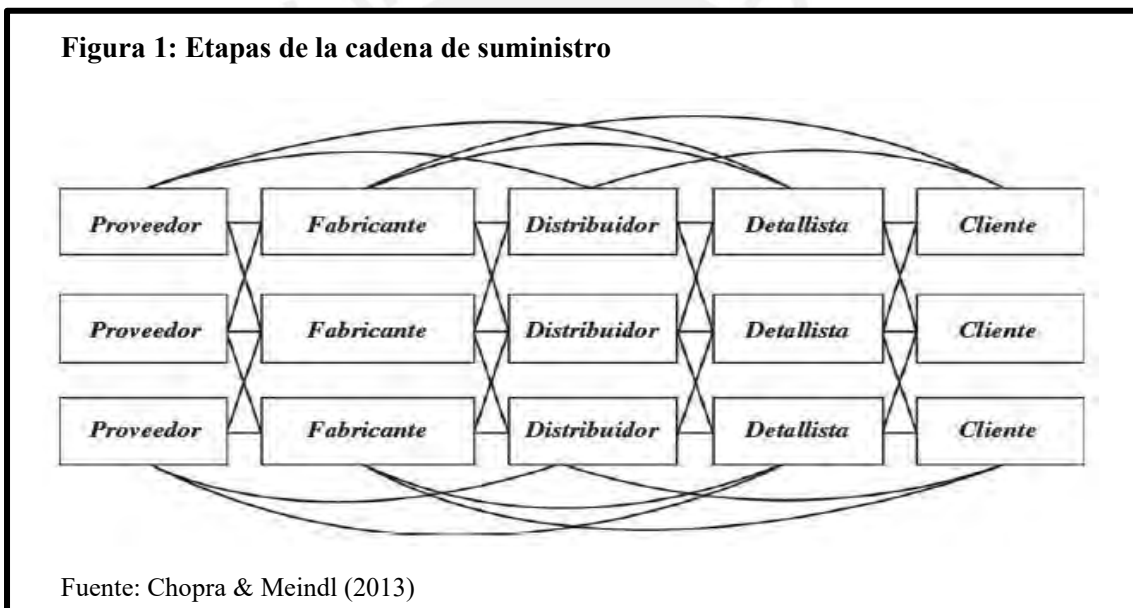 Figura 1: Etapas de la cadena de suministro
Proveedor Fabricante Distribuidor Detallista Cliente
Proveedor Fabricante Distribuidor Detallista Cliente
Proveedor Fabricante Distribuidor Detallista Cliente
Fuente: Chopra & Meindl (2013)